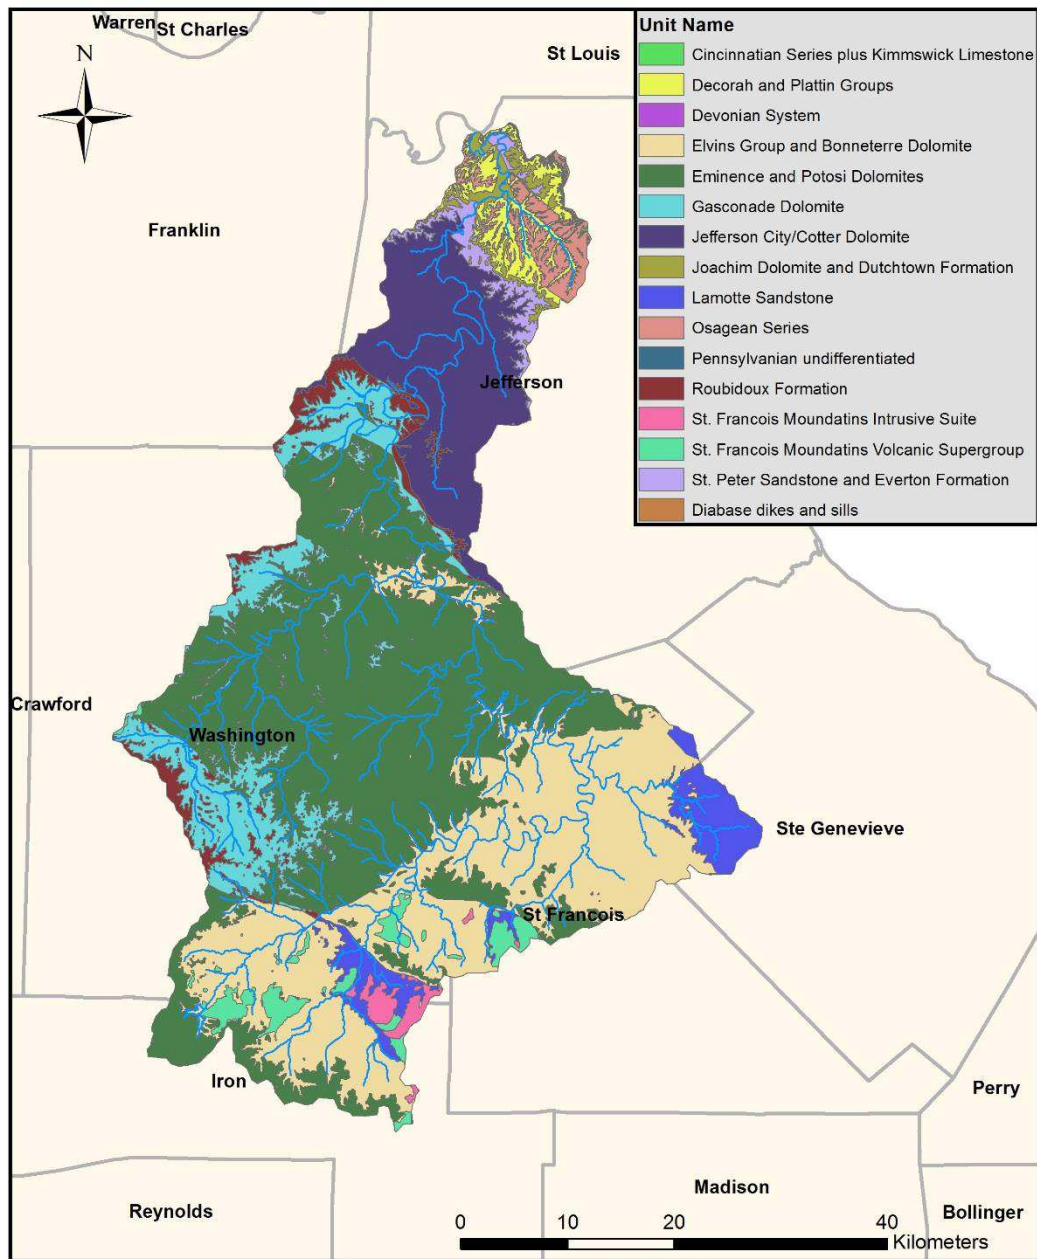 Warren
St Charles
N
St Louis
Unit Name
Cincinnatian Series plus Kimmswick Limestone
Decorah and Plattin Groups
Devonian System
Elvins Group and Bonneterre Dolomite
Eminence and Potosi Dolomites
Gasconade Dolomite
Jefferson City/Cotter Dolomite
Joachim Dolomite and Dutchtown Formation
Lamotte Sandstone
Osagean Series
Pennsylvanian undifferentiated
Roubidoux Formation
St. Francois Moundatins Intrusive Suite
St. Francois Moundatins Volcanic Supergroup
St. Peter Sandstone and Everton Formation
Diabase dikes and sills
Franklin
Jefferson
Crawford
Washington
Ste Genevieve
St Francois
Iron
Perry
Madison
Reynolds
Bollinger
0 10 20 40
Kilometers